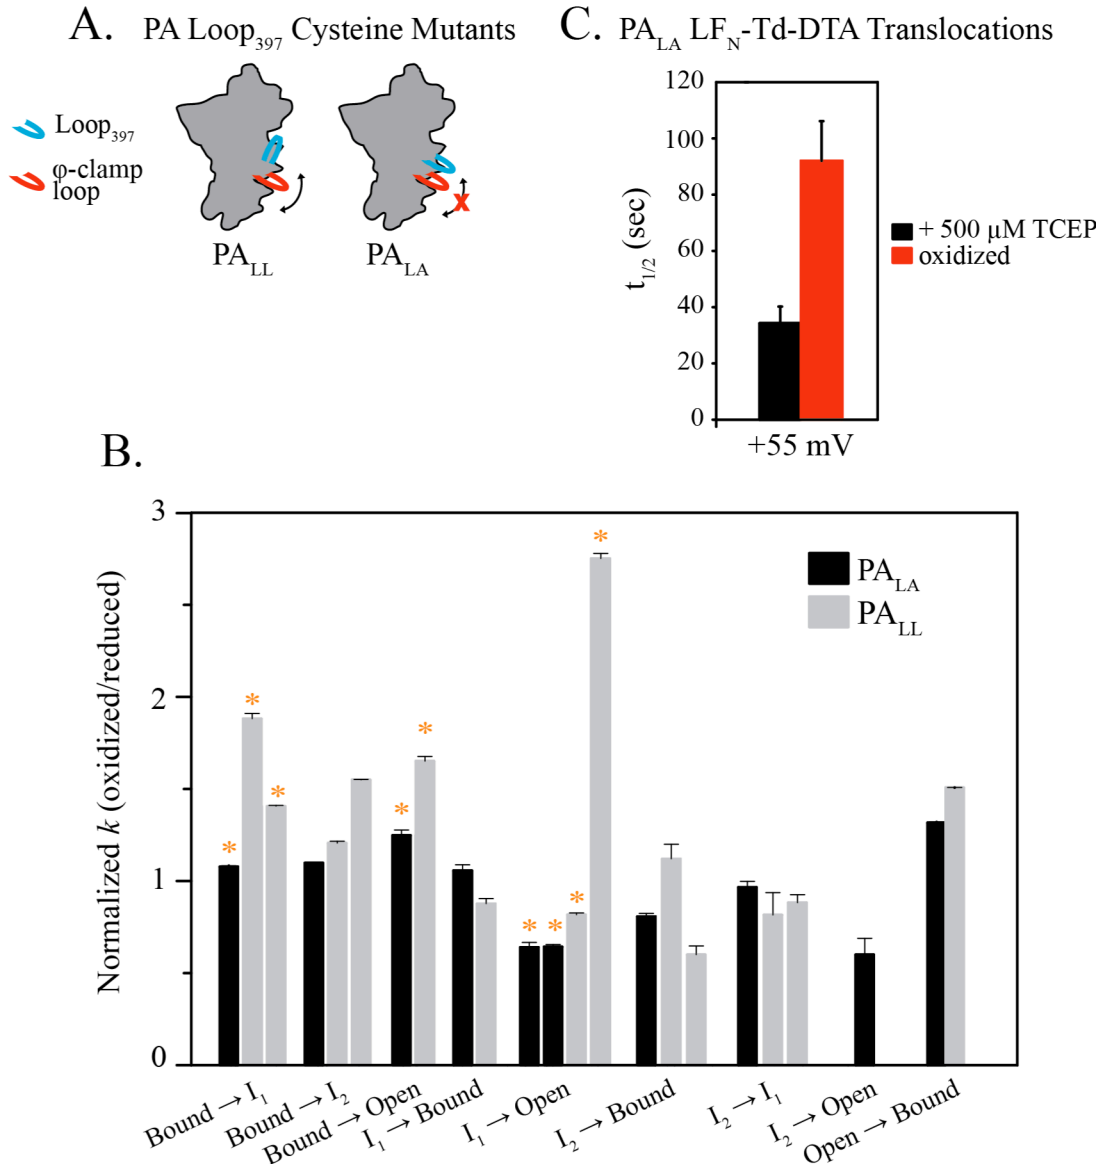 A. PA Loop397 Cysteine Mutants
Loop397
φ-clamp
loop
X
PALL PALA
C. PALA LFN-Td-DTA Translocations
120
100
80
60
40
20
0
t1/2 (sec)
+55 mV
+ 500 µM TCEP
oxidized
B.
Normalized k (oxidized/reduced)
3
2
1
0
PALA
PALL
* * * * * * * * * *
Bound → I1
Bound → I2
Bound → Open
I1 → Bound
I1 → Open
I2 → Bound
I2 → I1
I2 → Open
Open → Bound